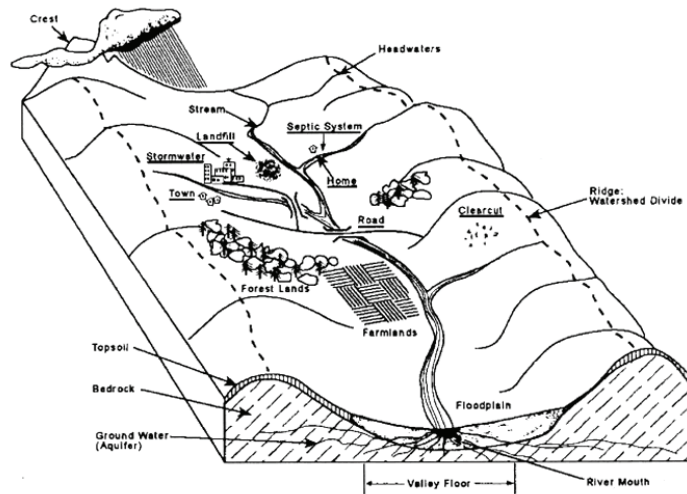 Crest
Headwaters
Stream
Septic System
Landfill
Stormwater
Home
Town
Road
Clearcut
Ridge:
Watershed Divide
Forest Lands
Farmlands
Topsoil
Bedrock
Floodplain
Ground Water
(Aquifer)
River Mouth
Valley Floor